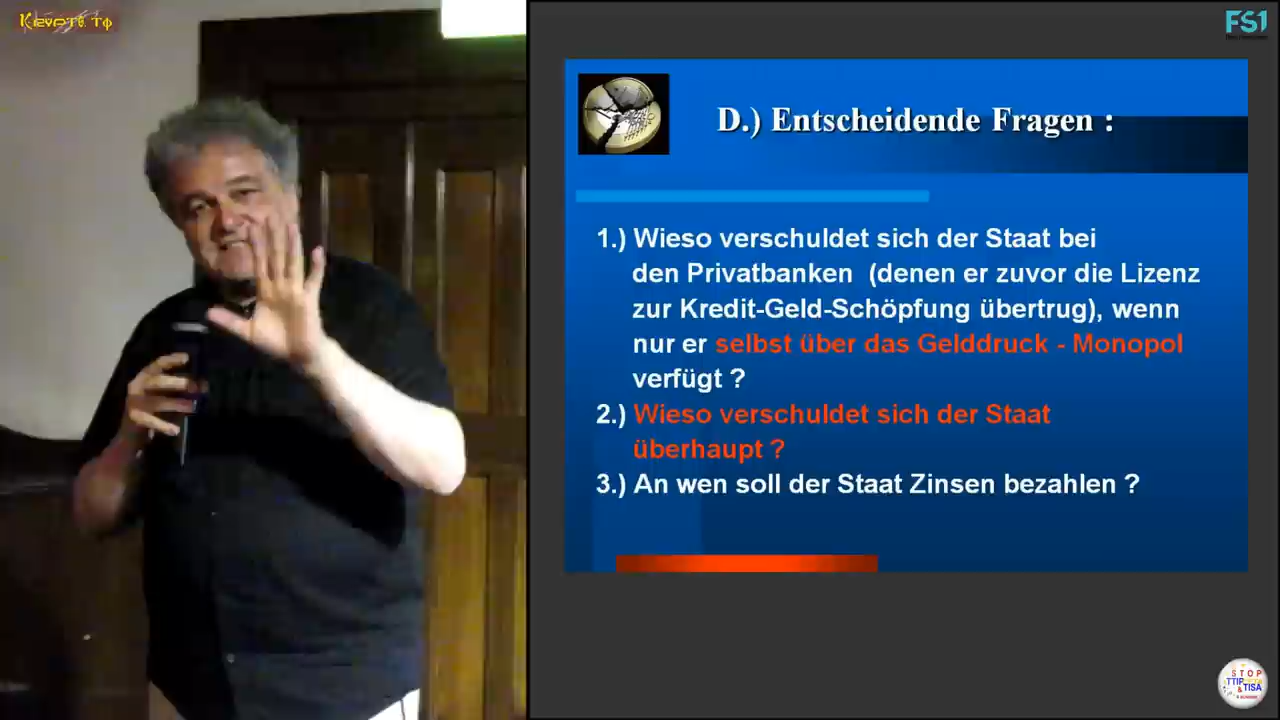 FS1
D.) Entscheidende Fragen :
1.) Wieso verschuldet sich der Staat bei
den Privatbanken (denen er zuvor die Lizenz
zur Kredit-Geld-Schöpfung übertrug), wenn
nur er selbst über das Gelddruck - Monopol
verfügt ?
2.) Wieso verschuldet sich der Staat
überhaupt ?
3.) An wen soll der Staat Zinsen bezahlen ?
STOP
& TISA